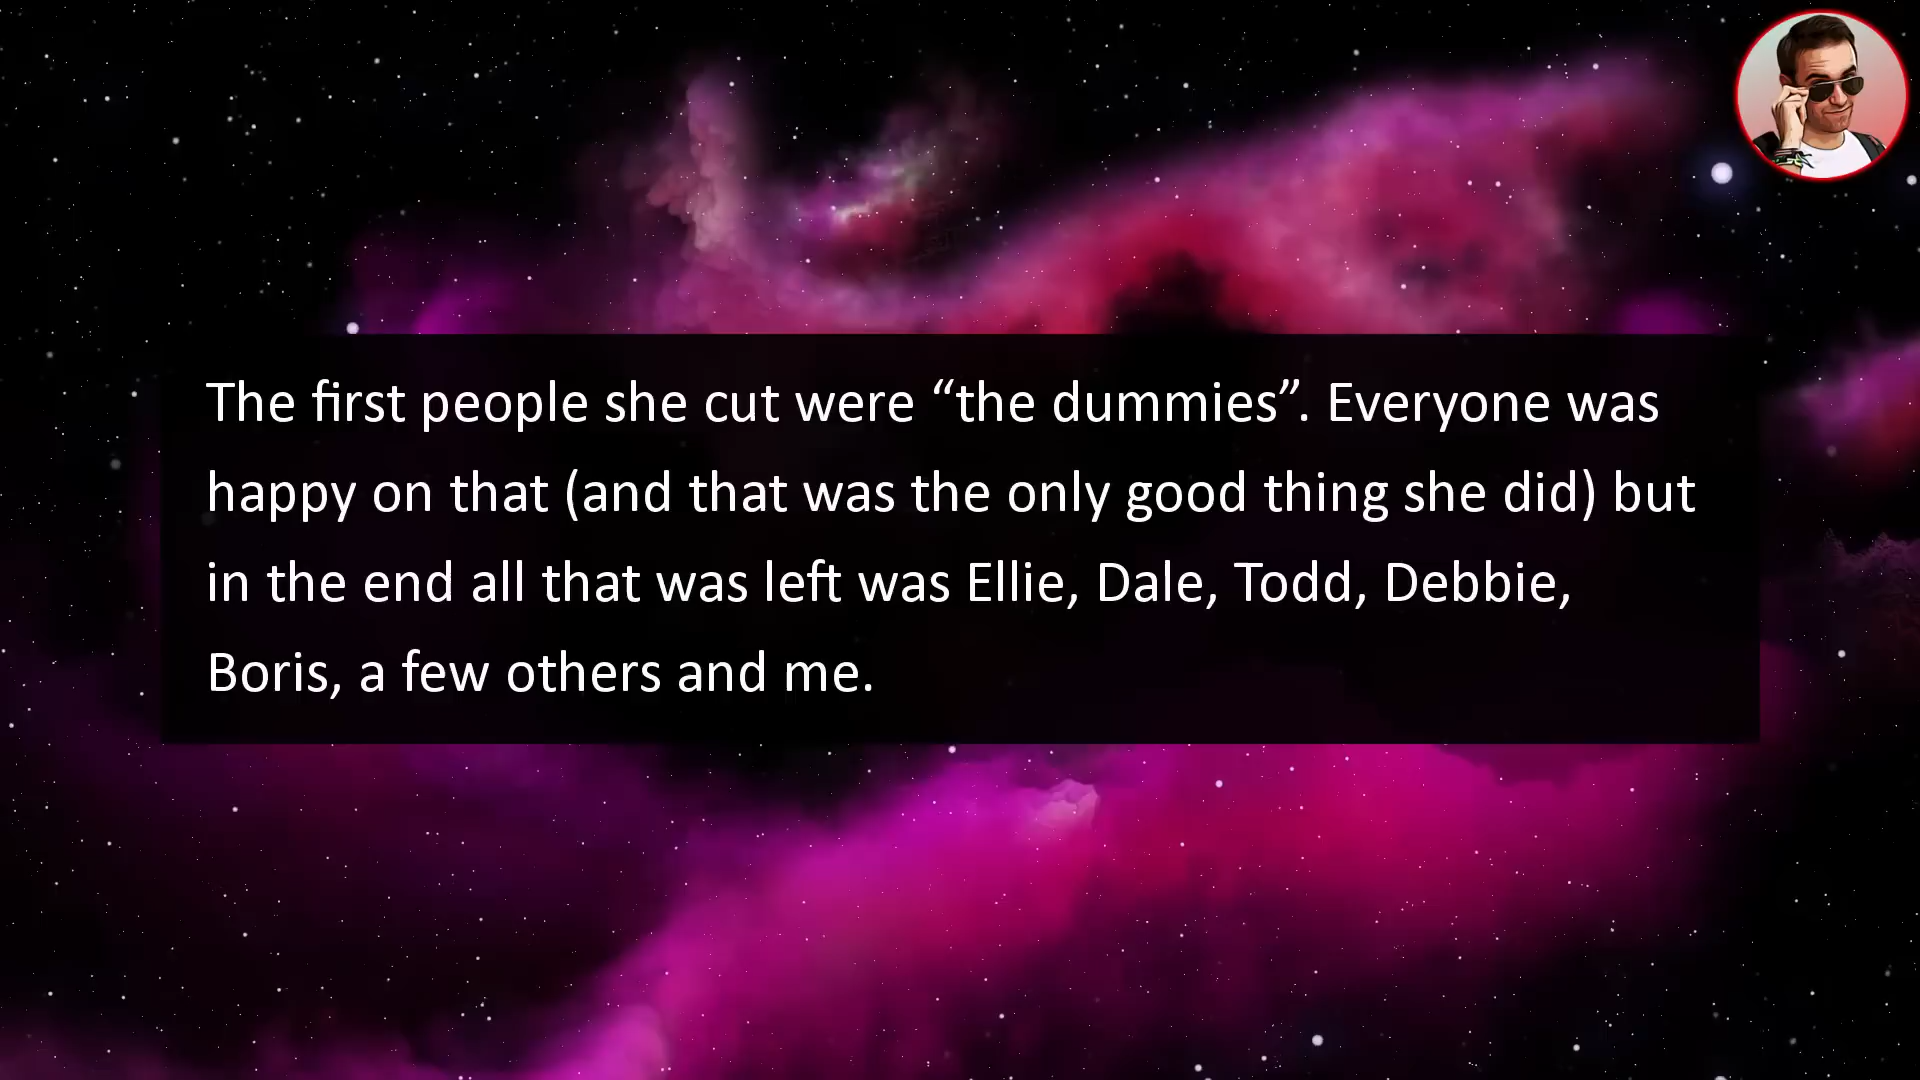 The first people she cut were “the dummies”. Everyone was
happy on that (and that was the only good thing she did) but
in the end all that was left was Ellie, Dale, Todd, Debbie,
Boris, a few others and me.